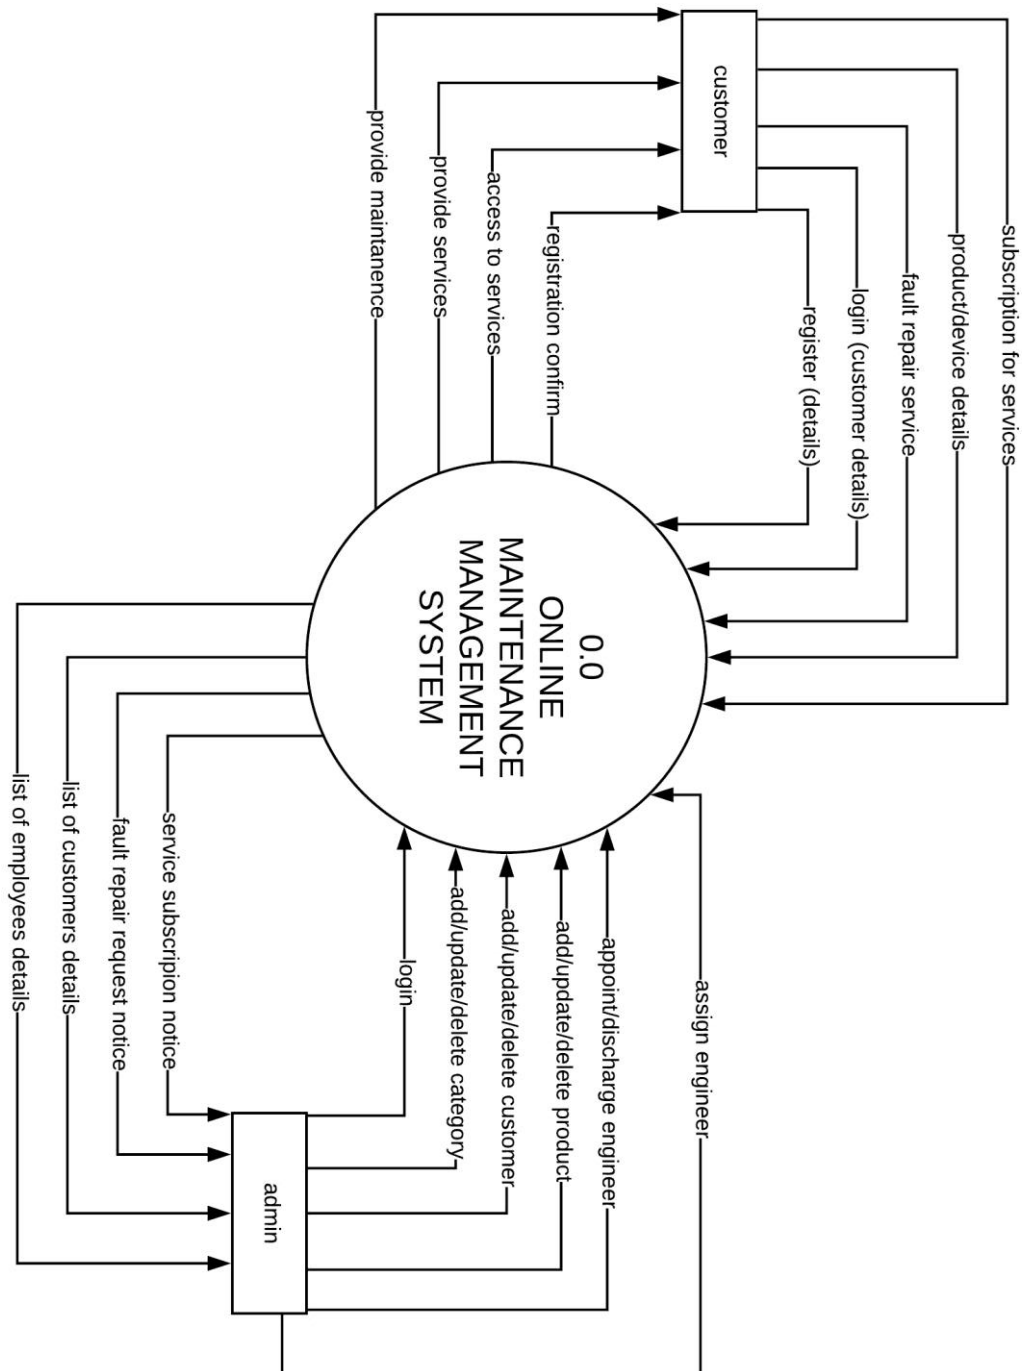 subscription for services
product/device details
fault repair service
login (customer details)
register (details)
customer
registration confirm
access to services
provide services
provide maintanence
0.0
ONLINE
MAINTENANCE
MANAGEMENT
SYSTEM
assign engineer
appoint/discharge engineer
add/update/delete product
add/update/delete customer
add/update/delete category
login
admin
service subscripion notice
fault repair request notice
list of customers details
list of employees details